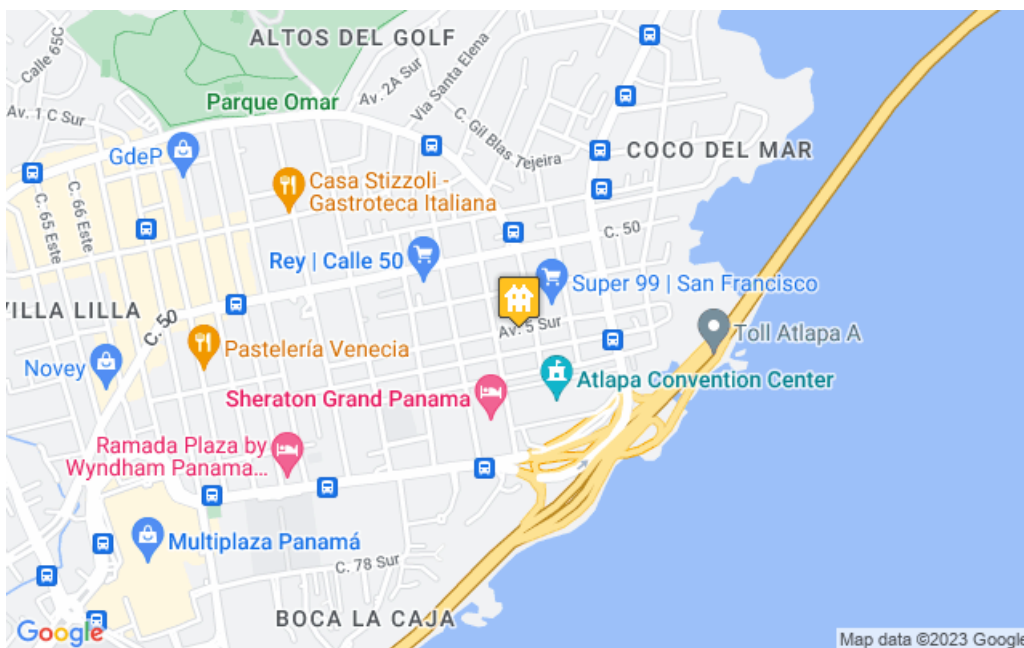 ALTOS DEL GOLF
Calle 65C
Av. 2A Sur
Via Santa Elena
Parque Omar
Av. 1 C Sur
C. Gil Blas Tejeira
GdeP
COCO DEL MAR
Casa Stizzoli -
Gastroteca Italiana
C. 65 Este
C. 66 Este
C. 50
Rey | Calle 50
Super 99 | San Francisco
VILLA LILLA
C. 50
Av. 5 Sur
Toll Atlapa A
Pastelería Venecia
Novey
Atlapa Convention Center
Sheraton Grand Panama
Ramada Plaza by
Wyndham Panama...
Multiplaza Panamá
C. 78 Sur
BOCA LA CAJA
Google
Map data ©2023 Google